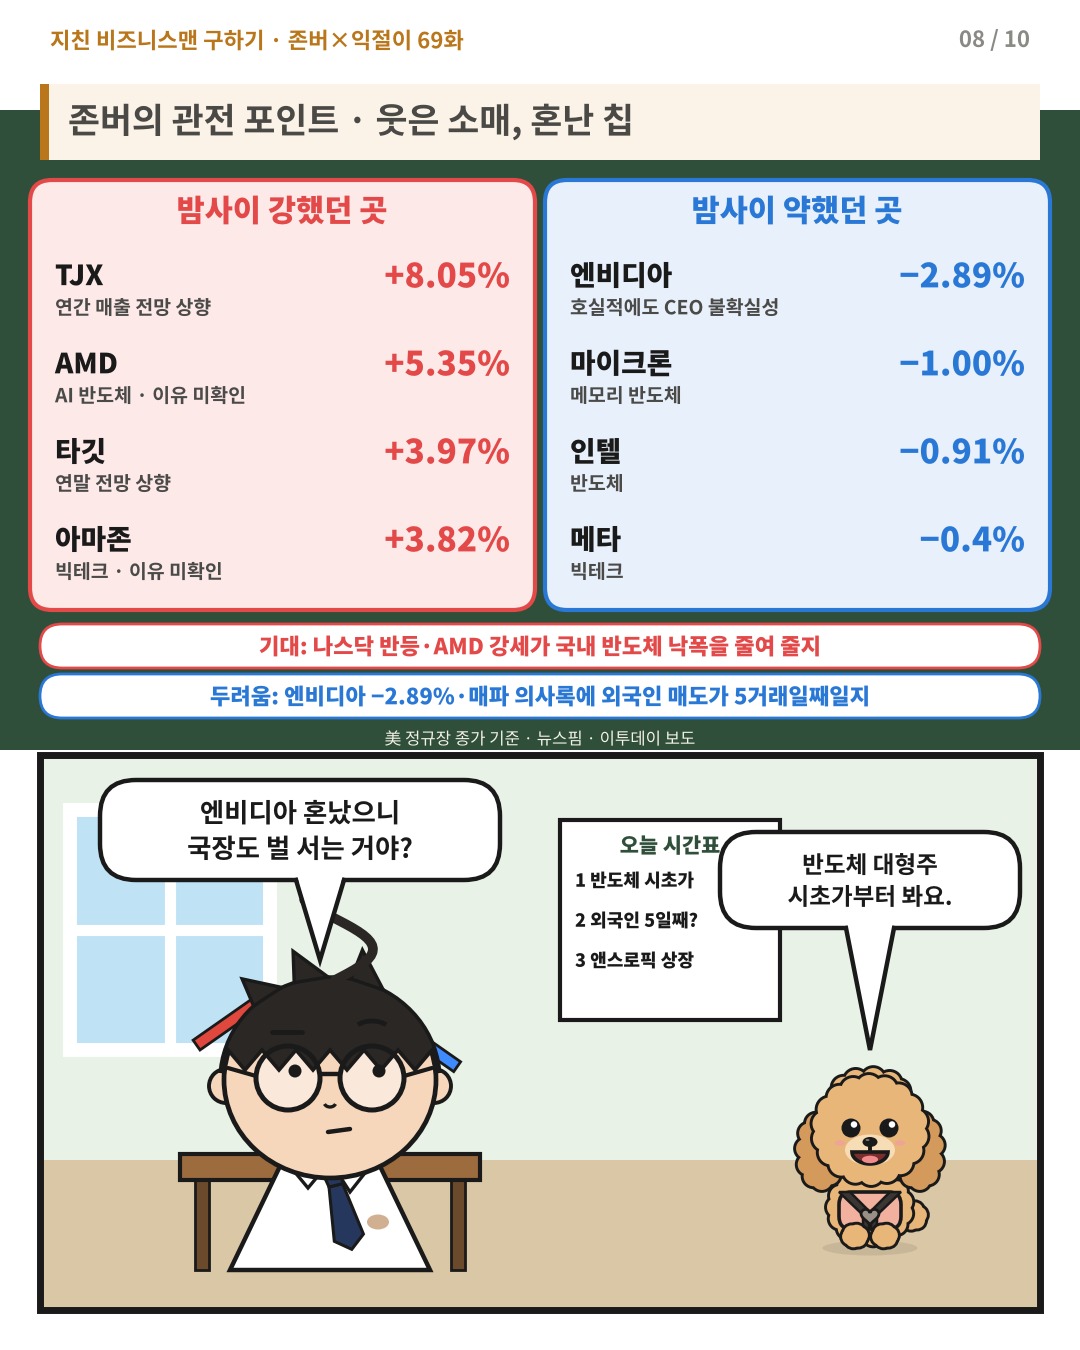 지친 비즈니스맨 구하기 · 존버×익절이 69화
08 / 10
존버의 관전 포인트 · 웃은 소매, 혼난 칩
밤사이 강했던 곳
TJX +8.05%
연간 매출 전망 상향
AMD +5.35%
AI 반도체 · 이유 미확인
타깃 +3.97%
연말 전망 상향
아마존 +3.82%
빅테크 · 이유 미확인
밤사이 약했던 곳
엔비디아 −2.89%
호실적에도 CEO 불확실성
마이크론 −1.00%
메모리 반도체
인텔 −0.91%
반도체
메타 −0.4%
빅테크
기대: 나스닥 반등·AMD 강세가 국내 반도체 낙폭을 줄여 줄지
두려움: 엔비디아 −2.89%·매파 의사록에 외국인 매도가 5거래일째일지
美 정규장 종가 기준 · 뉴스핌 · 이투데이 보도
엔비디아 혼났으니
국장도 벌 서는 거야?
오늘 시간표
1 반도체 시초가
2 외국인 5일째?
3 앤스로픽 상장
반도체 대형주
시초가부터 봐요.